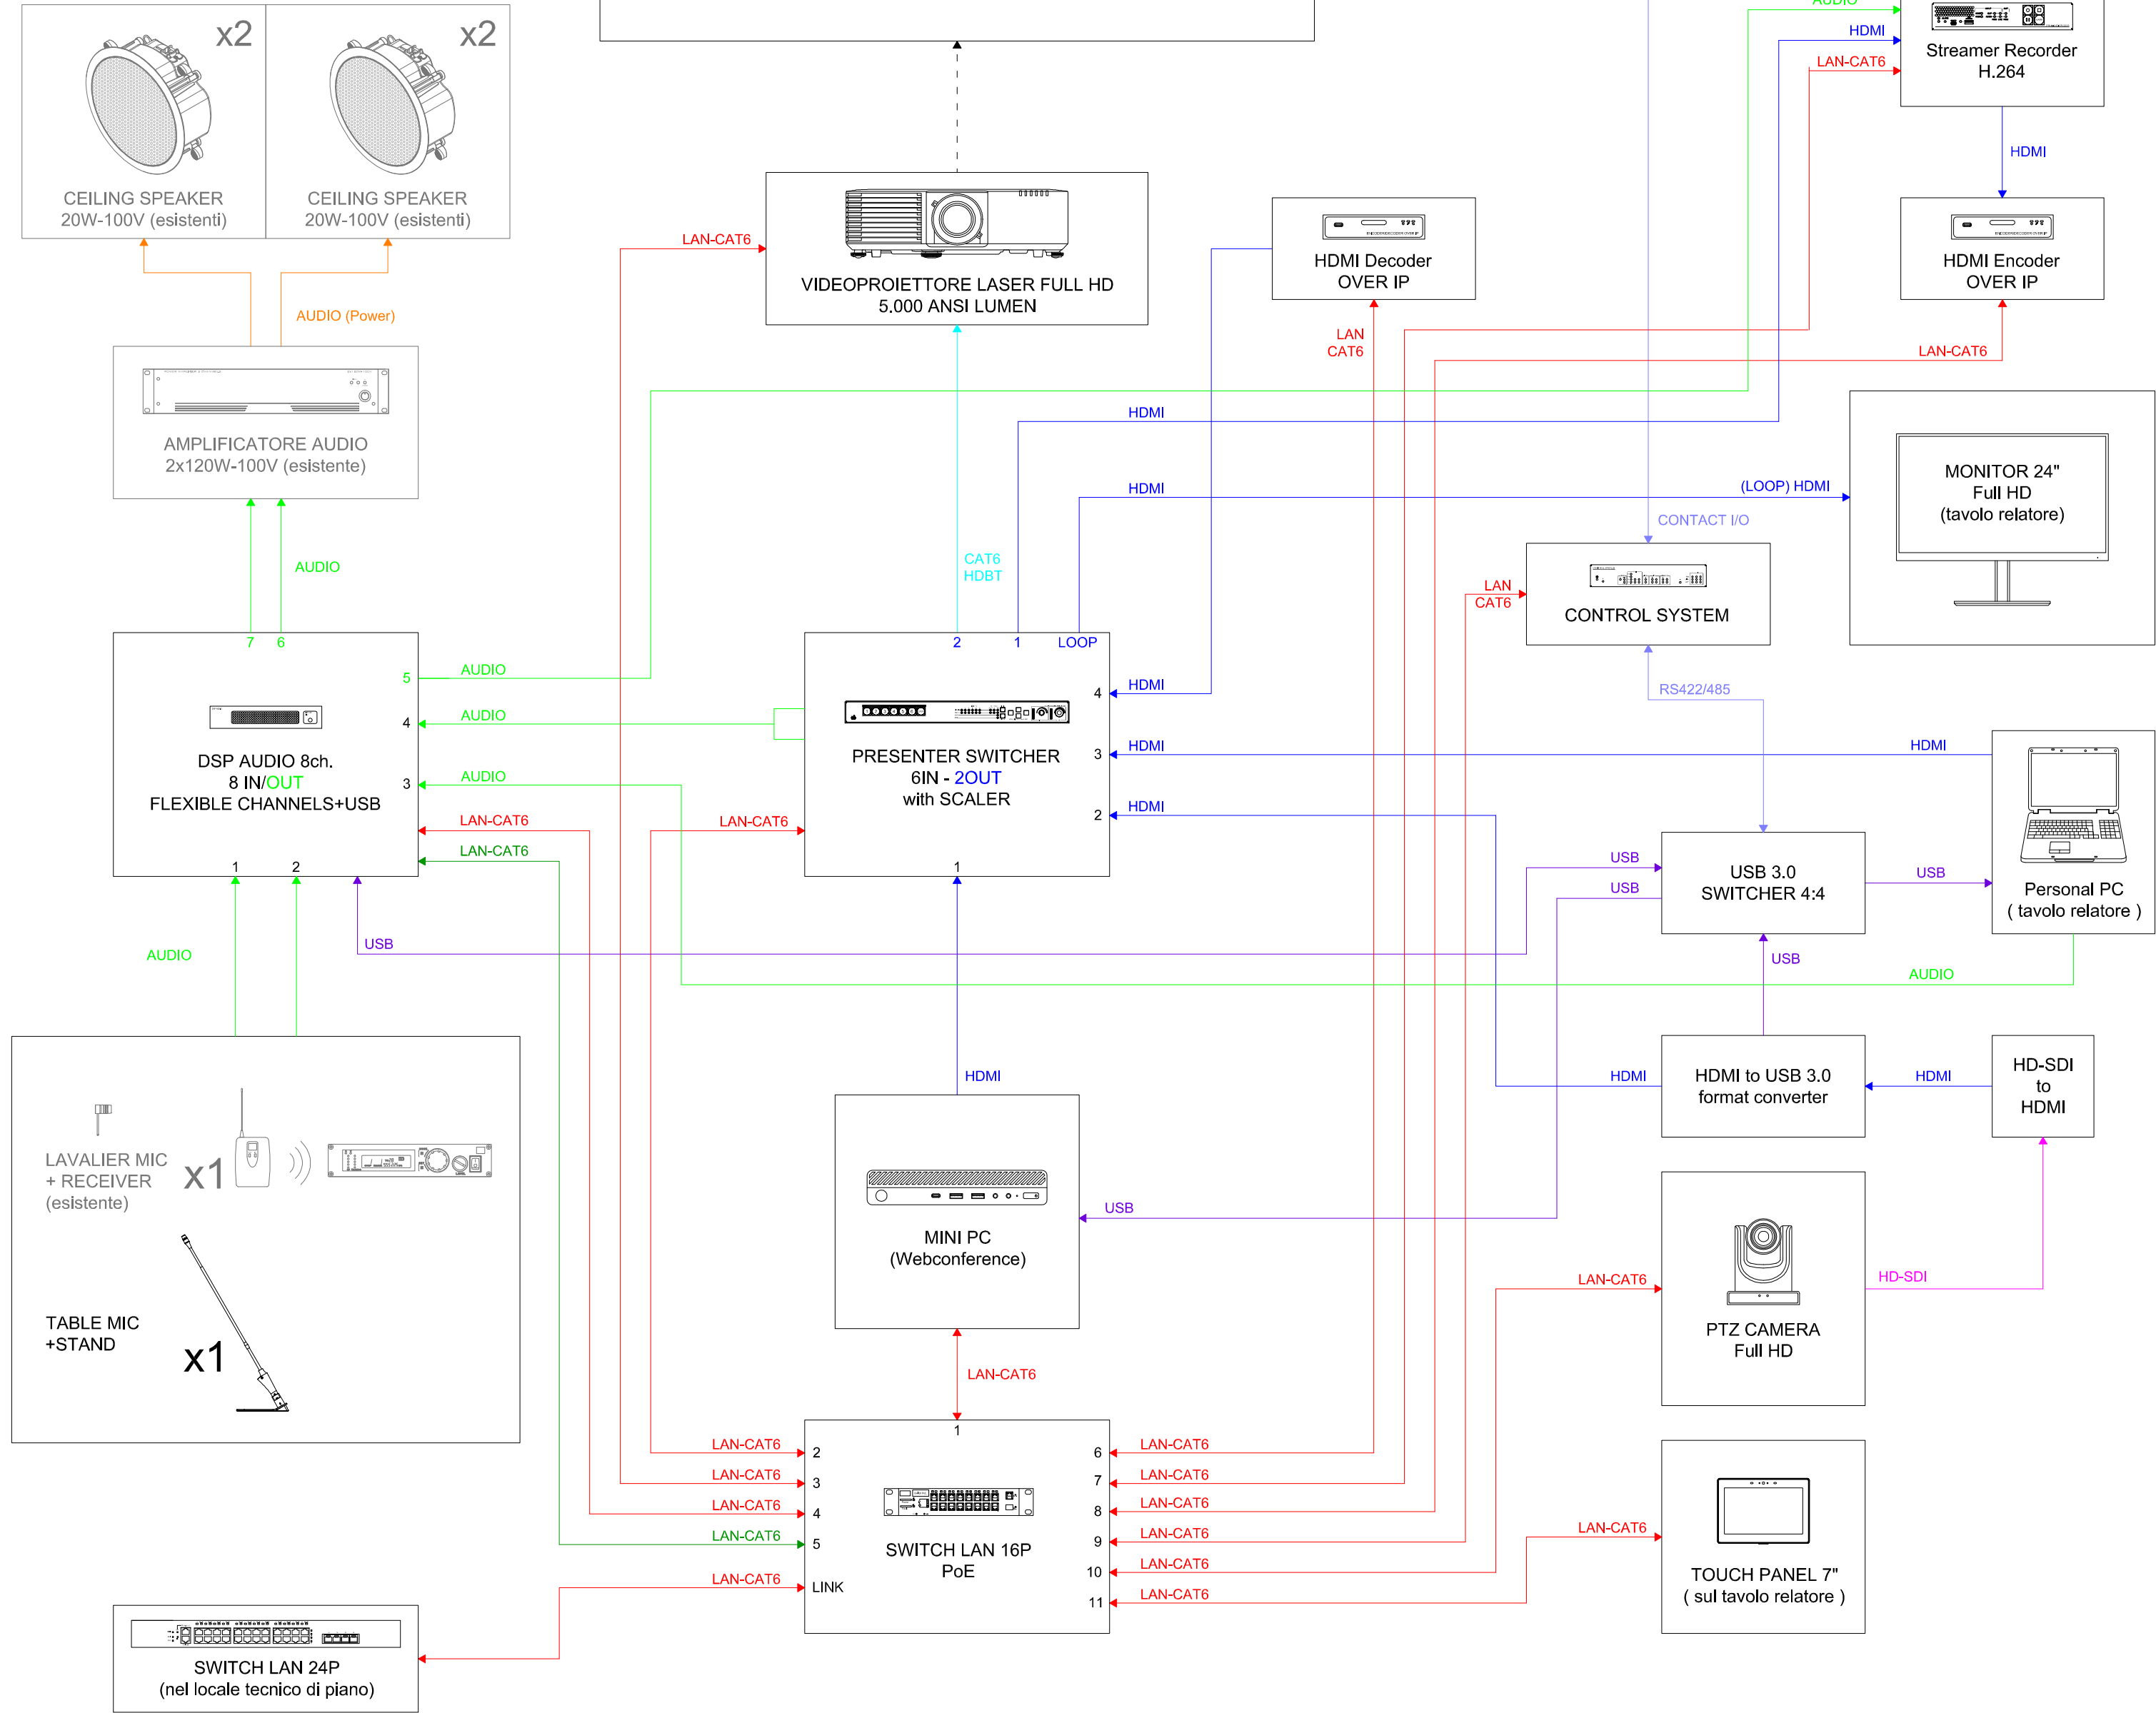 x2
x2
CEILING SPEAKER
20W-100V (esistenti)
CEILING SPEAKER
20W-100V (esistenti)
AUDIO (Power)
AMPLIFICATORE AUDIO
2x120W-100V (esistente)
AUDIO
7
6
5
4
3
DSP AUDIO 8ch.
8 IN/OUT
FLEXIBLE CHANNELS+USB
1
2
AUDIO
AUDIO
AUDIO
LAN-CAT6
LAN-CAT6
USB
AUDIO
LAVALIER MIC
+ RECEIVER
(esistente)
x1
TABLE MIC
+STAND
x1
SWITCH LAN 24P
(nel locale tecnico di piano)
LAN-CAT6
VIDEOPROIETTORE LASER FULL HD
5.000 ANSI LUMEN
CAT6
HDBT
HDMI
HDMI
(LOOP) HDMI
2
1
LOOP
4
HDMI
3
HDMI
HDMI
2
HDMI
PRESENTER SWITCHER
6IN - 2OUT
with SCALER
LAN-CAT6
1
HDMI
MINI PC
(Webconference)
USB
LAN-CAT6
1
LAN-CAT6
2
LAN-CAT6
3
LAN-CAT6
4
LAN-CAT6
5
LAN-CAT6
LINK
SWITCH LAN 16P
PoE
6
LAN-CAT6
7
LAN-CAT6
8
LAN-CAT6
9
LAN-CAT6
10
LAN-CAT6
11
LAN-CAT6
HDMI Decoder
OVER IP
LAN
CAT6
AUDIO
HDMI
LAN-CAT6
Streamer Recorder
H.264
HDMI
HDMI Encoder
OVER IP
LAN-CAT6
MONITOR 24"
Full HD
(tavolo relatore)
CONTACT I/O
LAN
CAT6
CONTROL SYSTEM
RS422/485
USB
USB
USB 3.0
SWITCHER 4:4
USB
Personal PC
( tavolo relatore )
USB
AUDIO
HDMI
HDMI to USB 3.0
format converter
HDMI
HD-SDI
to
HDMI
LAN-CAT6
HD-SDI
PTZ CAMERA
Full HD
LAN-CAT6
TOUCH PANEL 7"
( sul tavolo relatore )